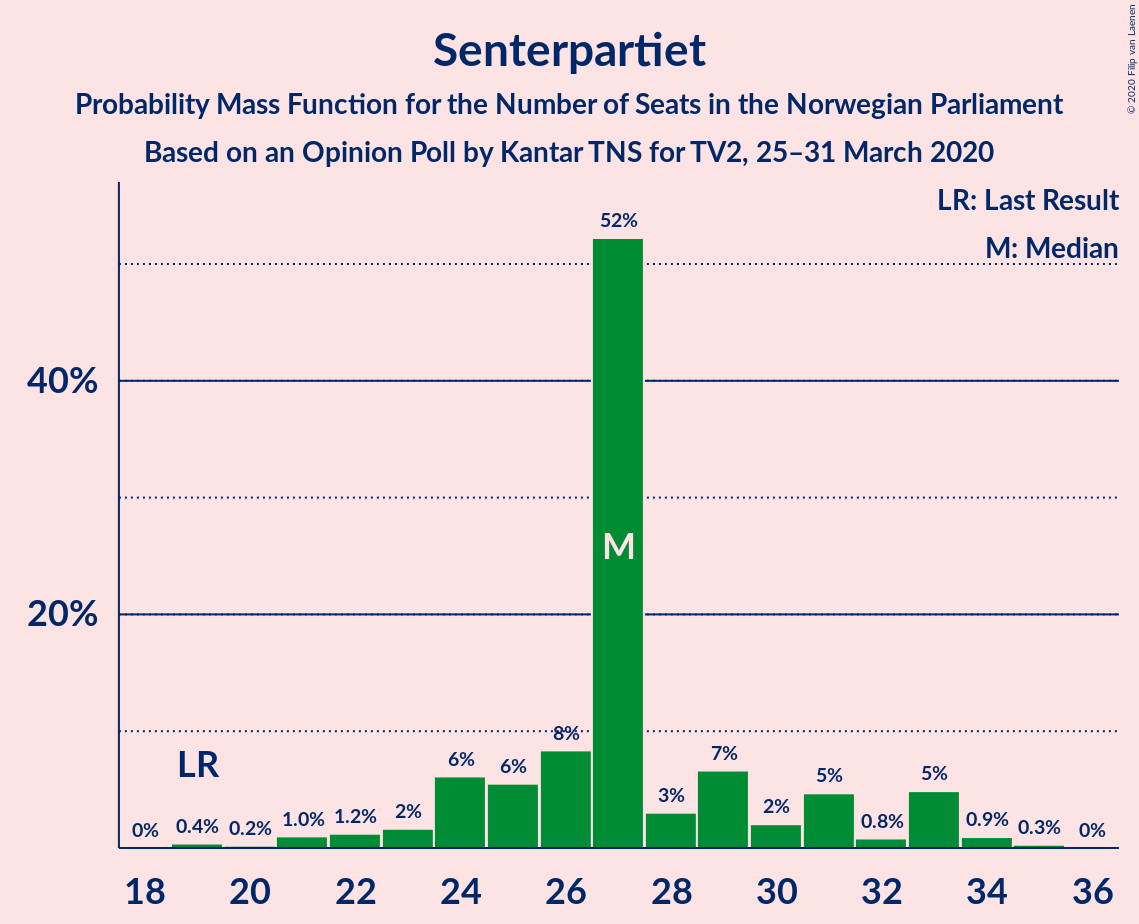 Senterpartiet
Probability Mass Function for the Number of Seats in the Norwegian Parliament
Based on an Opinion Poll by Kantar TNS for TV2, 25–31 March 2020
© 2020 Filip van Laenen
LR: Last Result
M: Median
40%
20%
0%
0.4%
0.2%
1.0%
1.2%
2%
6%
6%
8%
52%
3%
7%
2%
5%
0.8%
5%
0.9%
0.3%
0%
LR
M
18 20 22 24 26 28 30 32 34 36